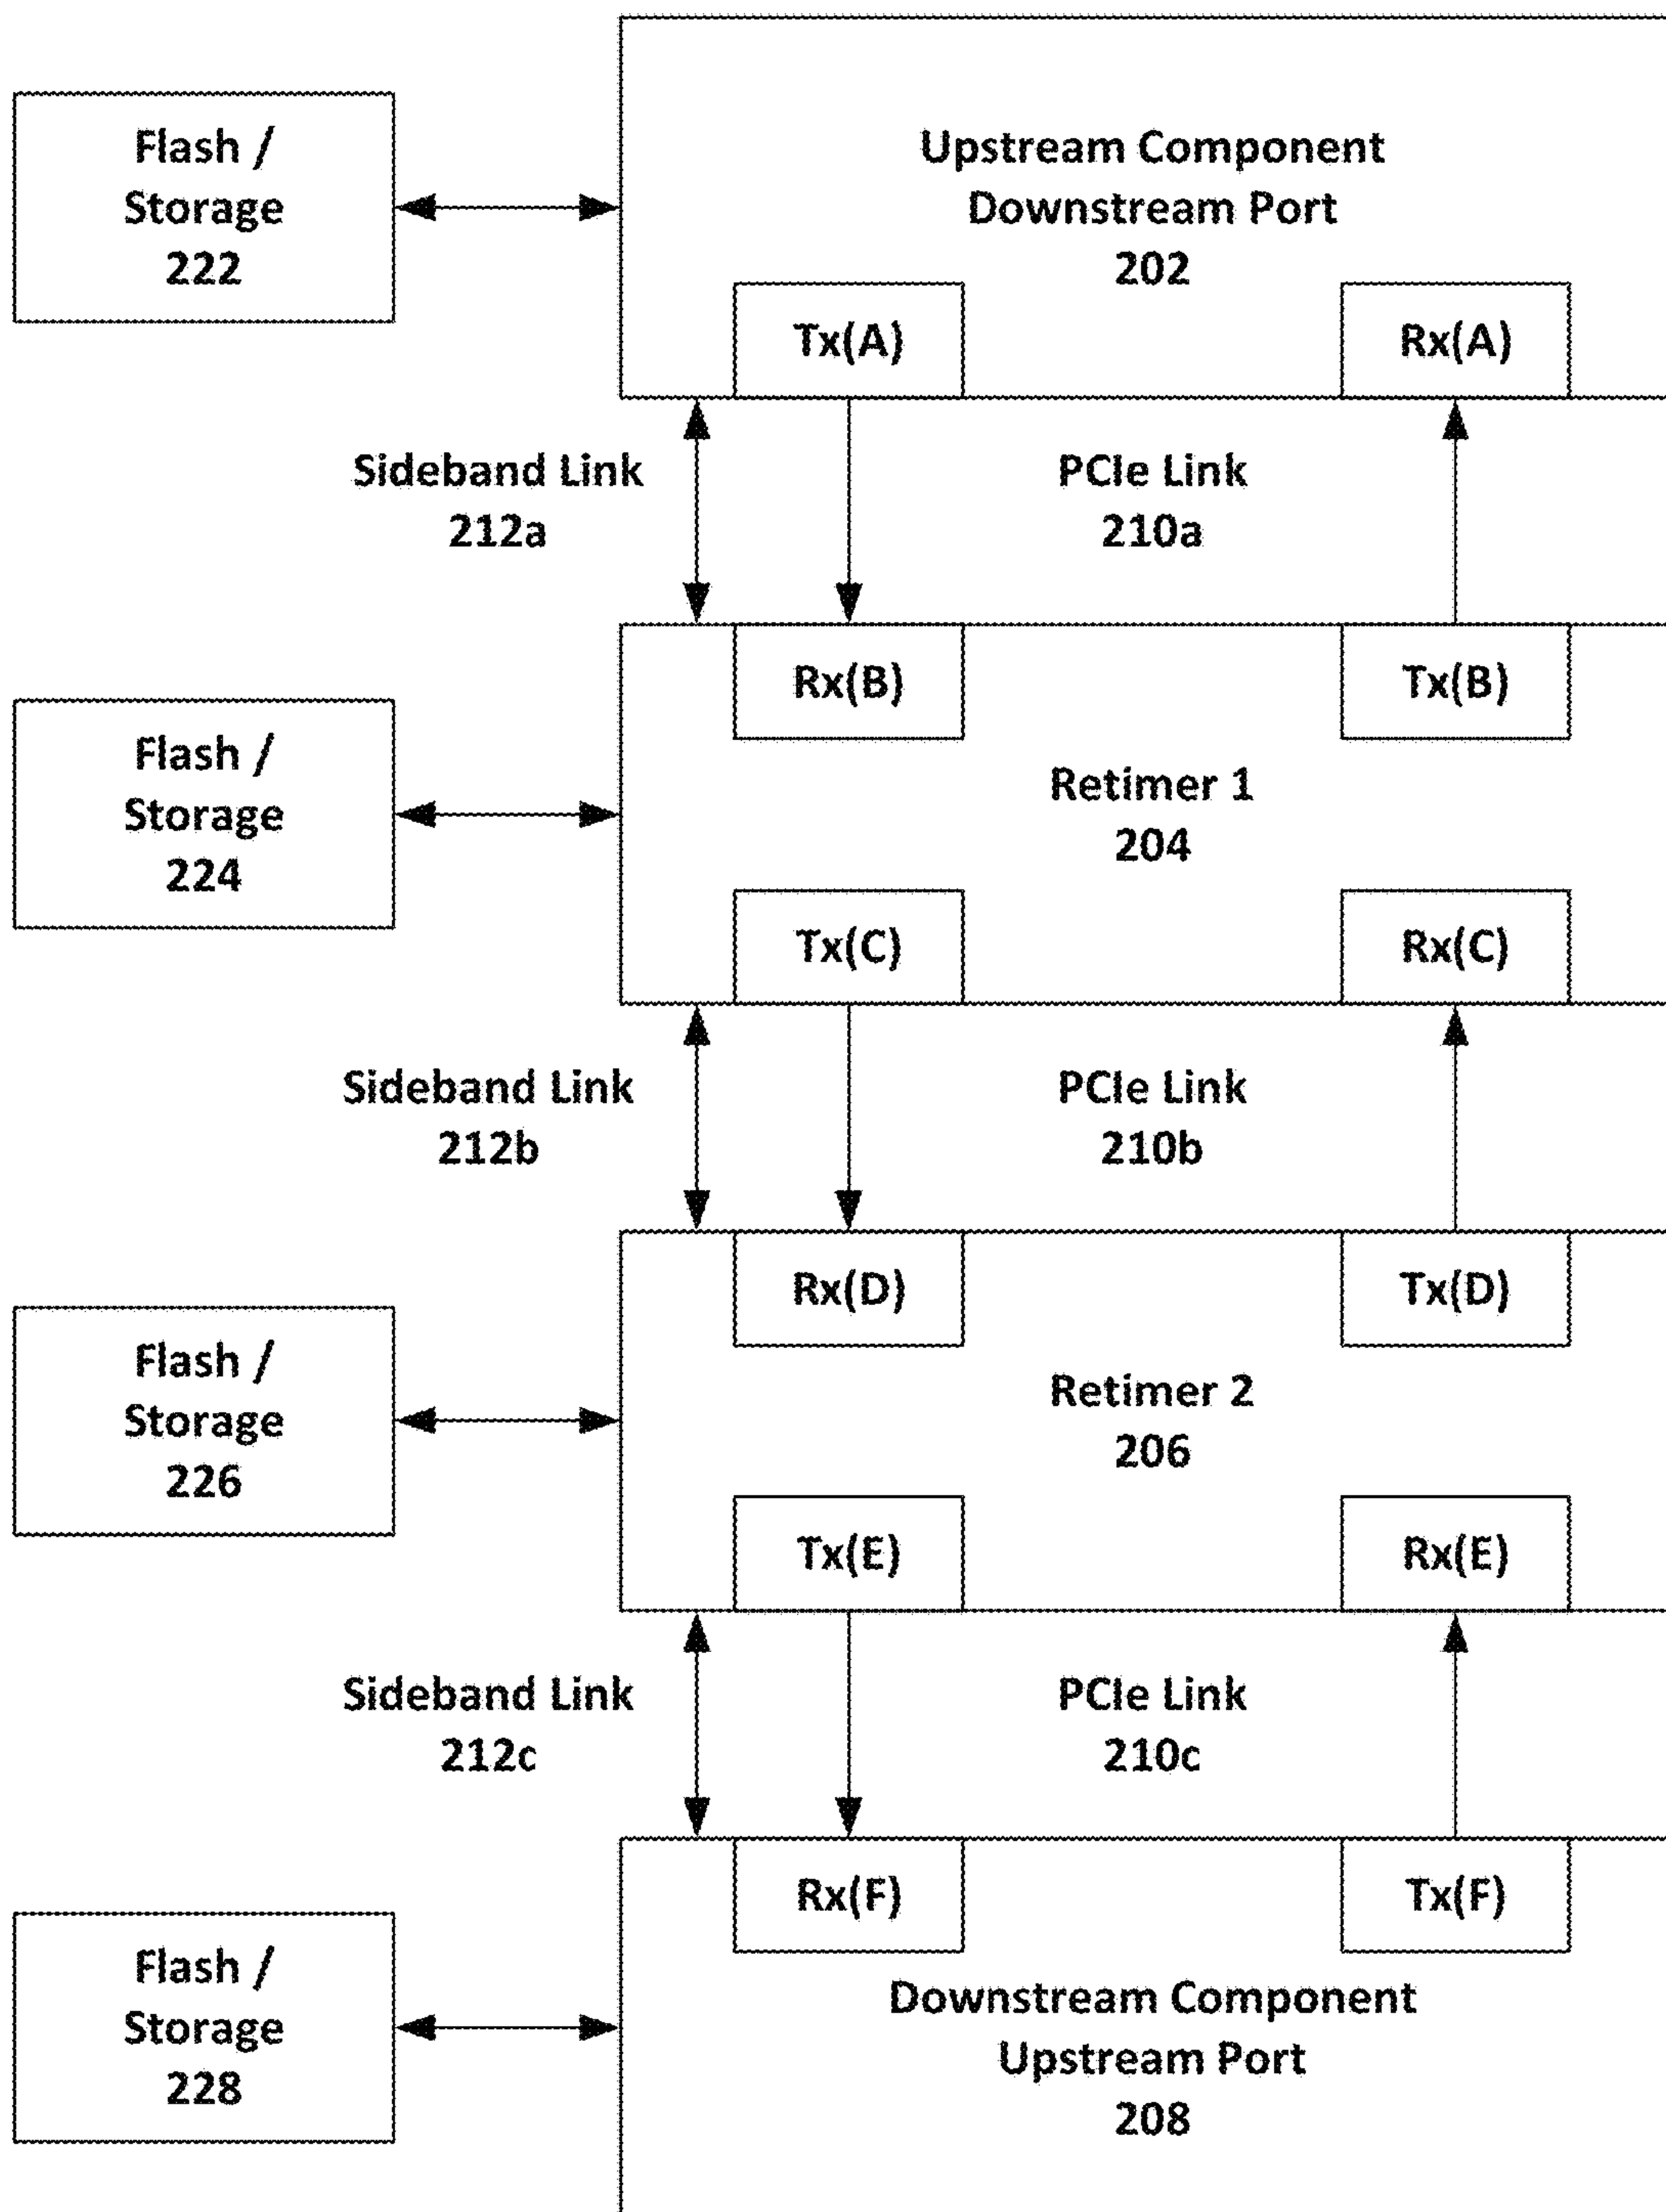 Flash /
Storage
222
Upstream Component
Downstream Port
202
Tx(A)
Rx(A)
Sideband Link
212a
PCIe Link
210a
Rx(B)
Tx(B)
Flash /
Storage
224
Retimer 1
204
Tx(C)
Rx(C)
Sideband Link
212b
PCIe Link
210b
Rx(D)
Tx(D)
Flash /
Storage
226
Retimer 2
206
Tx(E)
Rx(E)
Sideband Link
212c
PCIe Link
210c
Rx(F)
Tx(F)
Flash /
Storage
228
Downstream Component
Upstream Port
208